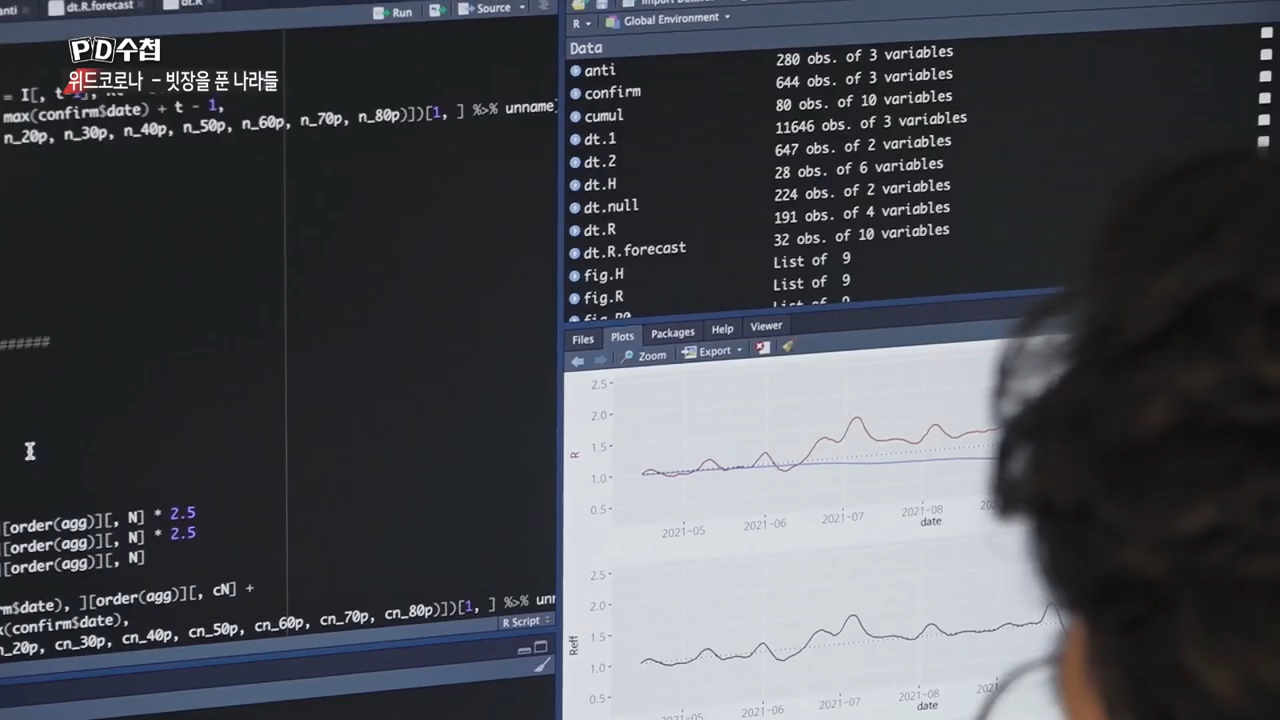 dt.R.forecast
dt.R
Run
Source
PD수첩
위드코로나 - 빗장을 푼 나라들
= I[, t-1],
max(confirm$date) + t - 1,
n_20p, n_30p, n_40p, n_50p, n_60p, n_70p, n_80p)])[1, ] %>% unname
######
[order(agg)][, N] * 2.5
[order(agg)][, N] * 2.5
[order(agg)][, N]
m$date), ][order(agg)][, cN] +
(confirm$date),
n_20p, cn_30p, cn_40p, cn_50p, cn_60p, cn_70p, cn_80p)])[1, ] %>% unn
R Script
R
Global Environment
Data
anti 280 obs. of 3 variables
confirm 644 obs. of 3 variables
cumul 80 obs. of 10 variables
dt.1 11646 obs. of 3 variables
dt.2 647 obs. of 2 variables
dt.H 28 obs. of 6 variables
dt.null 224 obs. of 2 variables
dt.R 191 obs. of 4 variables
dt.R.forecast 32 obs. of 10 variables
fig.H List of 9
fig.R List of 9
Files Plots Packages Help Viewer
Zoom Export
2.5
2.0
1.5
1.0
0.5
R
2021-05 2021-06 2021-07 2021-08
date
2.5
2.0
1.5
1.0
0.5
Reff
2021-05 2021-06 2021-07 2021-08
date